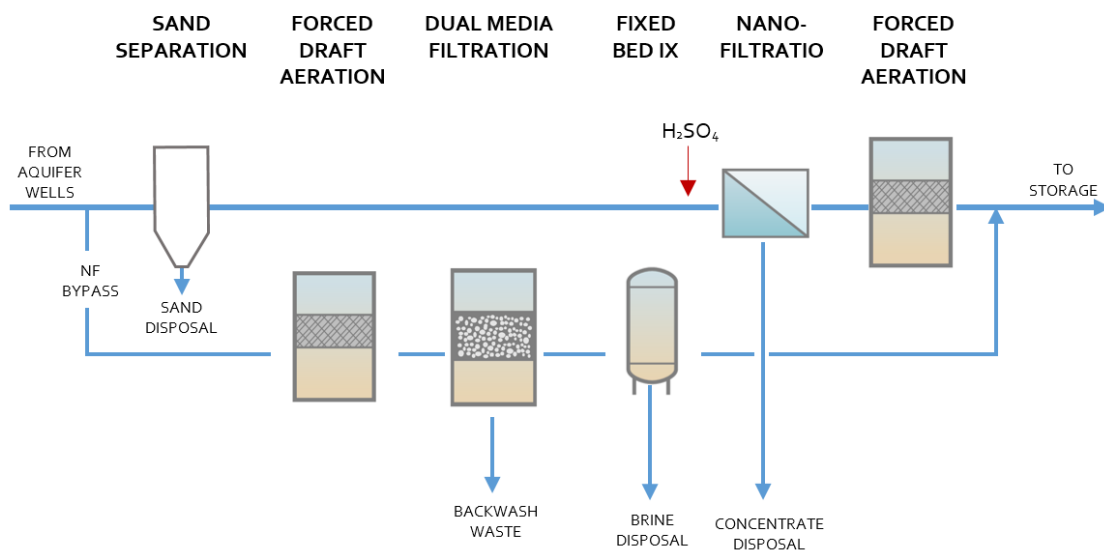 SAND
SEPARATION
FORCED
DRAFT
AERATION
DUAL MEDIA
FILTRATION
FIXED
BED IX
NANO-
FILTRATIO
FORCED
DRAFT
AERATION
H₂SO₄
FROM
AQUIFER
WELLS
TO
STORAGE
NF
BYPASS
SAND
DISPOSAL
BACKWASH
WASTE
BRINE
DISPOSAL
CONCENTRATE
DISPOSAL